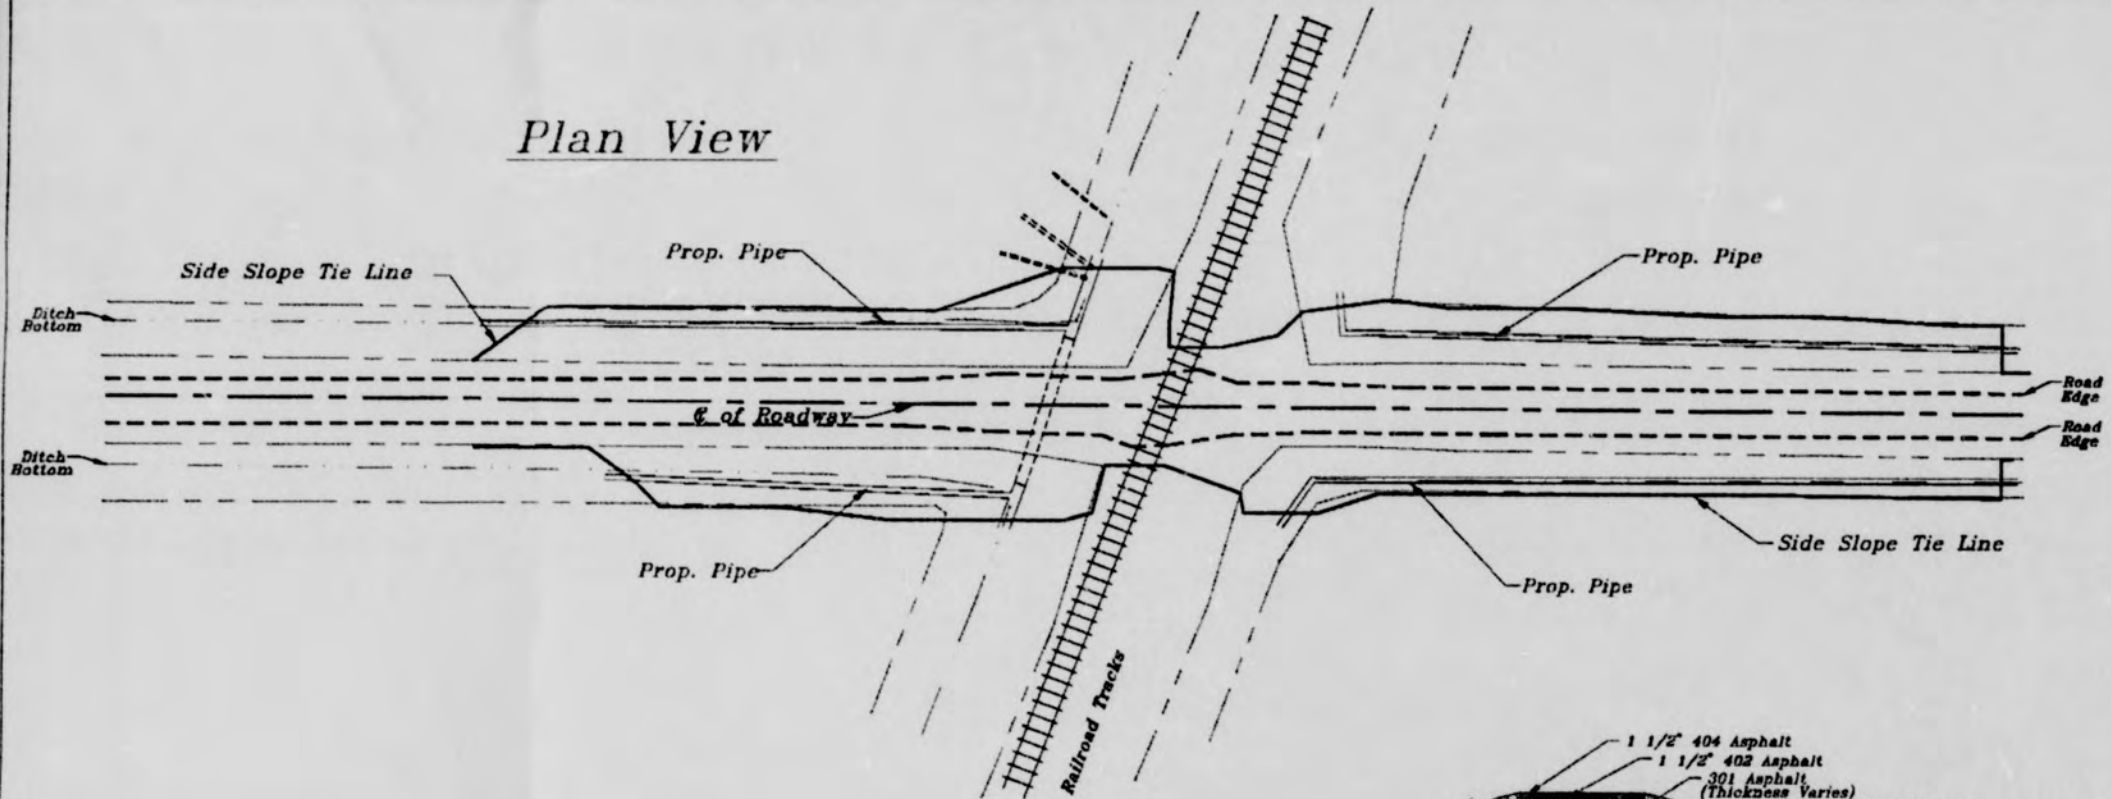 Plan View
Side Slope Tie Line
Prop. Pipe
Prop. Pipe
Ditch
Bottom
₵ of Roadway
Road
Edge
Road
Edge
Ditch
Bottom
Prop. Pipe
Prop. Pipe
Side Slope Tie Line
Railroad Tracks
1 1/2" 404 Asphalt
1 1/2" 402 Asphalt
301 Asphalt
(Thickness Varies)